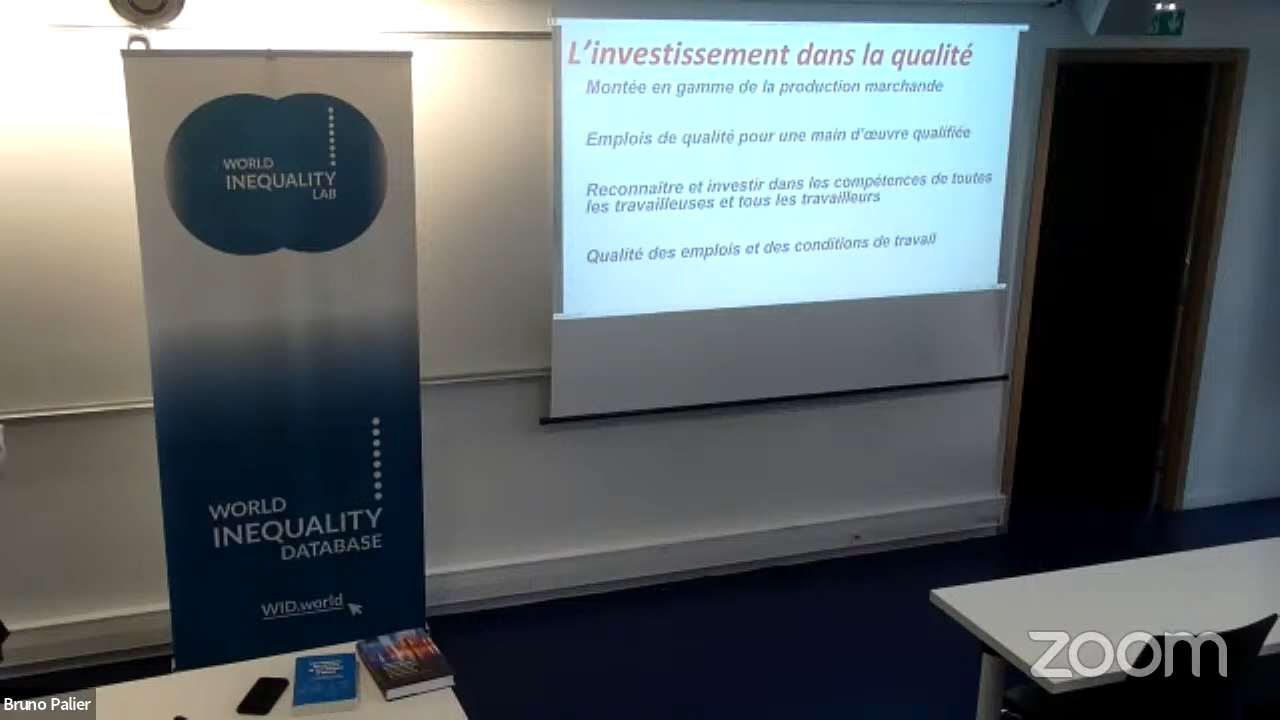 L'investissement dans la qualité
Montée en gamme de la production marchande
Emplois de qualité pour une main d'œuvre qualifiée
Reconnaitre et investir dans les compétences de toutes
les travailleuses et tous les travailleurs
Qualité des emplois et des conditions de travail
WORLD
INEQUALITY
LAB
WORLD
INEQUALITY
DATABASE
WID.world
Bruno Palier
zoom